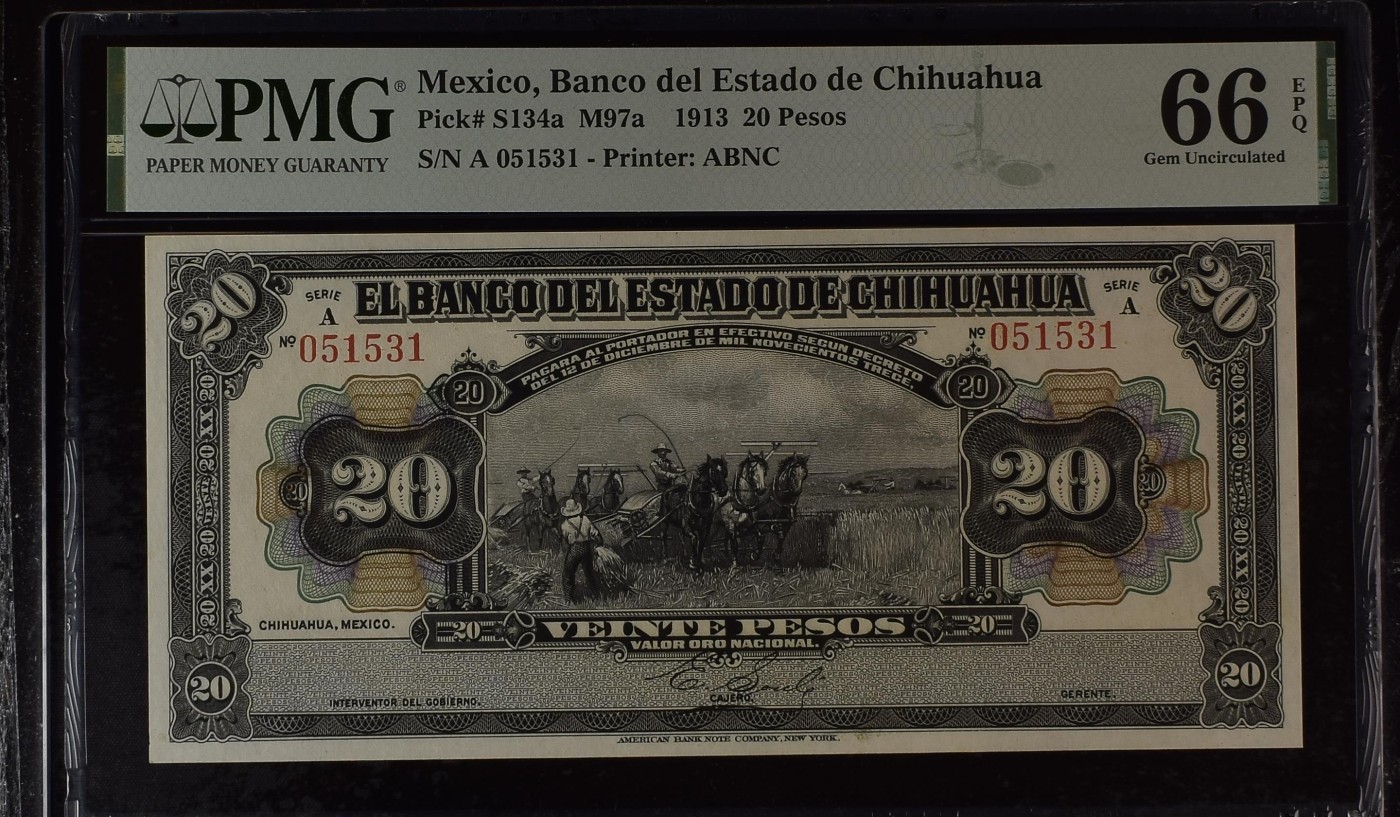 PMG®
PAPER MONEY GUARANTY
Mexico, Banco del Estado de Chihuahua
Pick# S134a M97a 1913 20 Pesos
S/N A 051531 - Printer: ABNC
66 EPQ
Gem Uncirculated
20
20
SERIE A
EL BANCO DEL ESTADO DE CHIHUAHUA
SERIE A
Nº 051531
Nº 051531
PAGARA AL PORTADOR EN EFECTIVO SEGUN DECRETO
DEL 12 DE DICIEMBRE DE MIL NOVECIENTOS TRECE,
20
20
20
20
20
20
CHIHUAHUA, MEXICO.
20
VEINTE PESOS
20
VALOR ORO NACIONAL.
20
20
INTERVENTOR DEL GOBIERNO.
CAJERO.
GERENTE.
AMERICAN BANK NOTE COMPANY, NEW YORK.